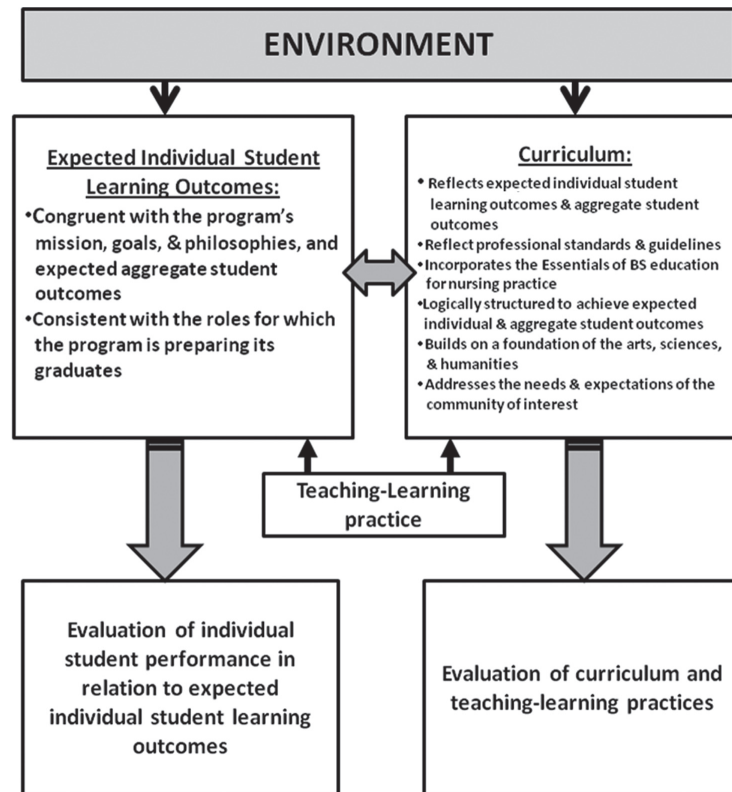 ENVIRONMENT
Expected Individual Student
Learning Outcomes:
•Congruent with the program's
mission, goals, & philosophies, and
expected aggregate student
outcomes
•Consistent with the roles for which
the program is preparing its
graduates
Curriculum:
• Reflects expected individual student
learning outcomes & aggregate student
outcomes
•Reflect professional standards & guidelines
•Incorporates the Essentials of BS education
for nursing practice
•Logically structured to achieve expected
individual & aggregate student outcomes
•Builds on a foundation of the arts, sciences,
& humanities
•Addresses the needs & expectations of the
community of interest
Teaching-Learning
practice
Evaluation of individual
student performance in
relation to expected
individual student learning
outcomes
Evaluation of curriculum and
teaching-learning practices